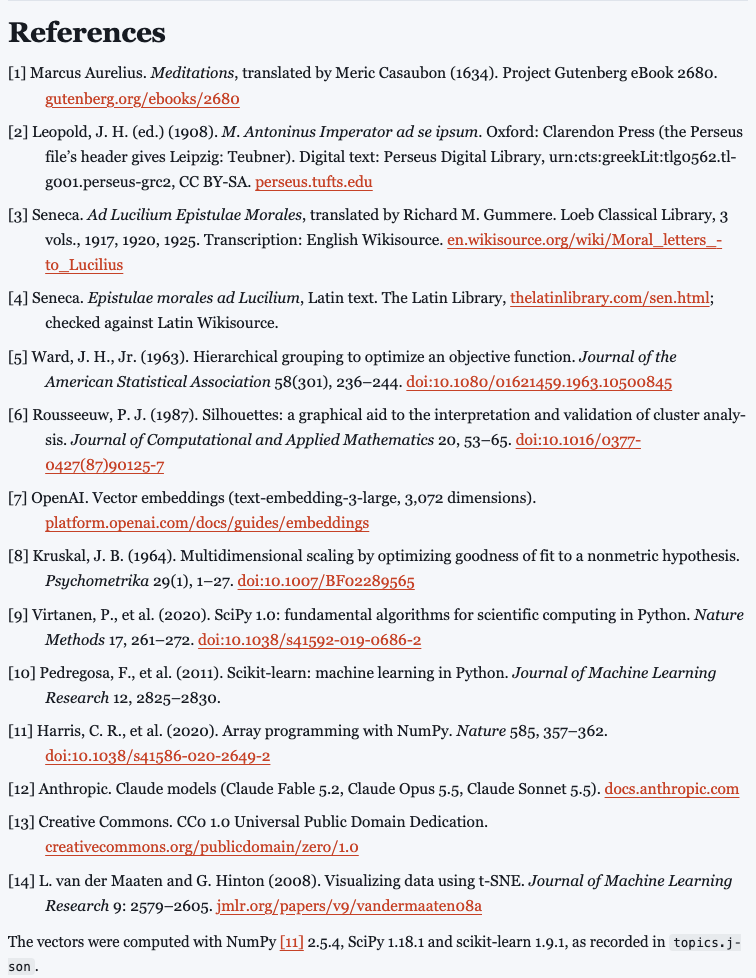 References
[1] Marcus Aurelius. Meditations, translated by Meric Casaubon (1634). Project Gutenberg eBook 2680.
gutenberg.org/ebooks/2680
[2] Leopold, J. H. (ed.) (1908). M. Antoninus Imperator ad se ipsum. Oxford: Clarendon Press (the Perseus
file’s header gives Leipzig: Teubner). Digital text: Perseus Digital Library, urn:cts:greekLit:tlg0562.tl-
g001.perseus-grc2, CC BY-SA. perseus.tufts.edu
[3] Seneca. Ad Lucilium Epistulae Morales, translated by Richard M. Gummere. Loeb Classical Library, 3
vols., 1917, 1920, 1925. Transcription: English Wikisource. en.wikisource.org/wiki/Moral_letters_-
to_Lucilius
[4] Seneca. Epistulae morales ad Lucilium, Latin text. The Latin Library, thelatinlibrary.com/sen.html;
checked against Latin Wikisource.
[5] Ward, J. H., Jr. (1963). Hierarchical grouping to optimize an objective function. Journal of the
American Statistical Association 58(301), 236–244. doi:10.1080/01621459.1963.10500845
[6] Rousseeuw, P. J. (1987). Silhouettes: a graphical aid to the interpretation and validation of cluster analy-
sis. Journal of Computational and Applied Mathematics 20, 53–65. doi:10.1016/0377-
0427(87)90125-7
[7] OpenAI. Vector embeddings (text-embedding-3-large, 3,072 dimensions).
platform.openai.com/docs/guides/embeddings
[8] Kruskal, J. B. (1964). Multidimensional scaling by optimizing goodness of fit to a nonmetric hypothesis.
Psychometrika 29(1), 1–27. doi:10.1007/BF02289565
[9] Virtanen, P., et al. (2020). SciPy 1.0: fundamental algorithms for scientific computing in Python. Nature
Methods 17, 261–272. doi:10.1038/s41592-019-0686-2
[10] Pedregosa, F., et al. (2011). Scikit-learn: machine learning in Python. Journal of Machine Learning
Research 12, 2825–2830.
[11] Harris, C. R., et al. (2020). Array programming with NumPy. Nature 585, 357–362.
doi:10.1038/s41586-020-2649-2
[12] Anthropic. Claude models (Claude Fable 5.2, Claude Opus 5.5, Claude Sonnet 5.5). docs.anthropic.com
[13] Creative Commons. CC0 1.0 Universal Public Domain Dedication.
creativecommons.org/publicdomain/zero/1.0
[14] L. van der Maaten and G. Hinton (2008). Visualizing data using t-SNE. Journal of Machine Learning
Research 9: 2579–2605. jmlr.org/papers/v9/vandermaaten08a
The vectors were computed with NumPy [11] 2.5.4, SciPy 1.18.1 and scikit-learn 1.9.1, as recorded in topics.j-
son.